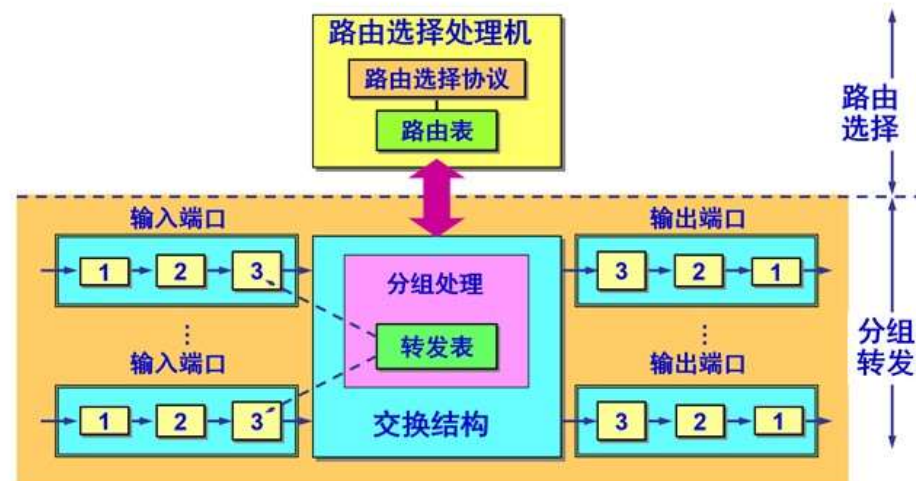 路由选择处理机
路由选择协议
路由表
路由
选择
输入端口
1 2 3
⋮
输入端口
1 2 3
分组处理
转发表
交换结构
输出端口
3 2 1
⋮
输出端口
3 2 1
分组
转发